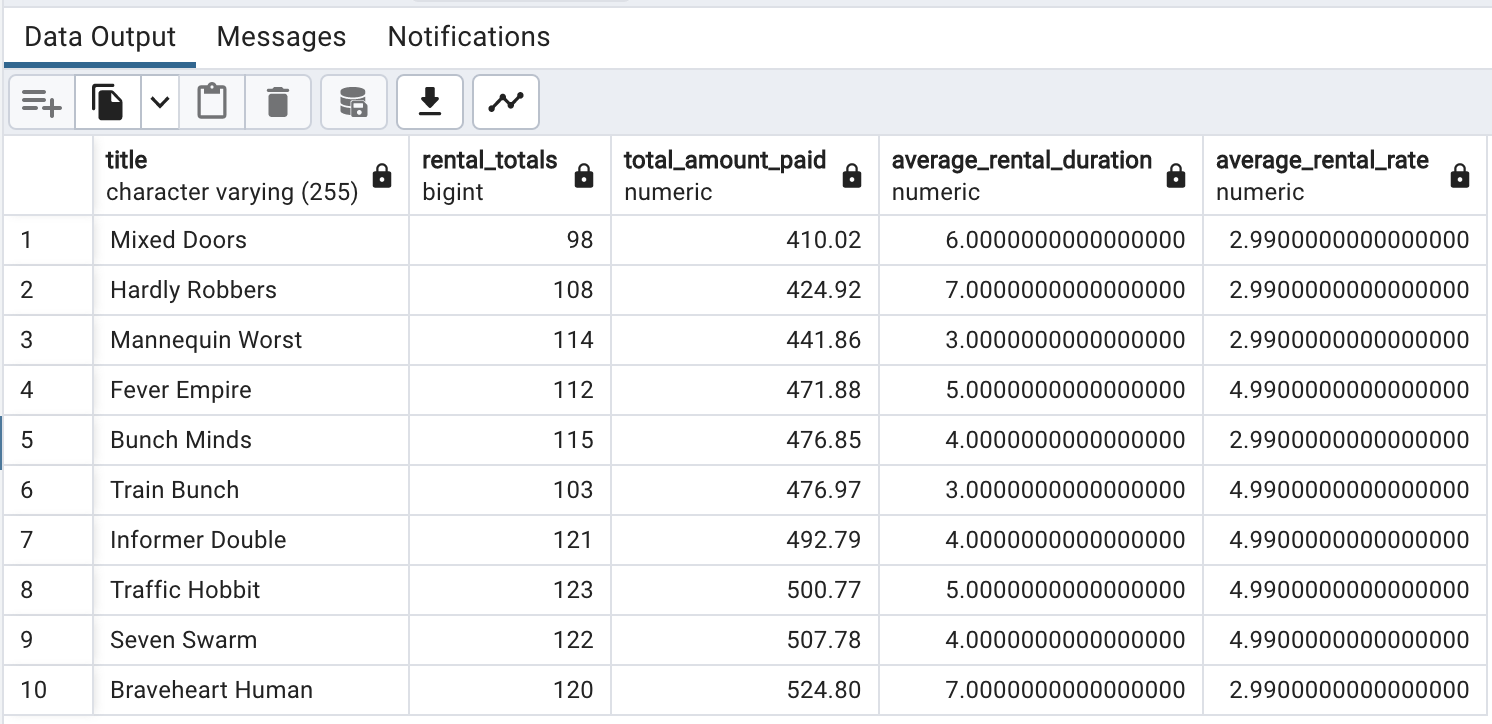 Data Output Messages Notifications
title rental_totals total_amount_paid average_rental_duration average_rental_rate
character varying (255) bigint numeric numeric numeric
1 Mixed Doors 98 410.02 6.0000000000000000 2.9900000000000000
2 Hardly Robbers 108 424.92 7.0000000000000000 2.9900000000000000
3 Mannequin Worst 114 441.86 3.0000000000000000 2.9900000000000000
4 Fever Empire 112 471.88 5.0000000000000000 4.9900000000000000
5 Bunch Minds 115 476.85 4.0000000000000000 2.9900000000000000
6 Train Bunch 103 476.97 3.0000000000000000 4.9900000000000000
7 Informer Double 121 492.79 4.0000000000000000 4.9900000000000000
8 Traffic Hobbit 123 500.77 5.0000000000000000 4.9900000000000000
9 Seven Swarm 122 507.78 4.0000000000000000 4.9900000000000000
10 Braveheart Human 120 524.80 7.0000000000000000 2.9900000000000000